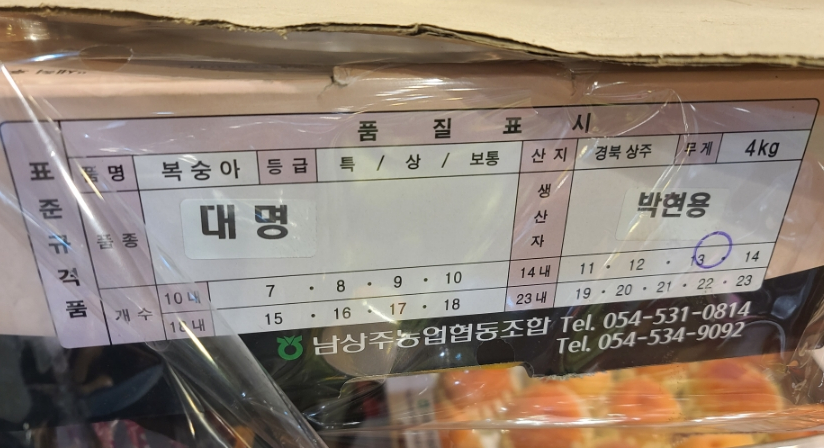 품 질 표 시
표준규격품
품 명 복숭아 등 급 특 / 상 / 보통 산 지 경북 상주 무 게 4kg
품 종 대명 생산자 박현용
개 수 10내 7 · 8 · 9 · 10 14내 11 · 12 · 13 · 14
18내 15 · 16 · 17 · 18 23내 19 · 20 · 21 · 22 · 23
남상주농업협동조합 Tel. 054-531-0814
Tel. 054-534-9092